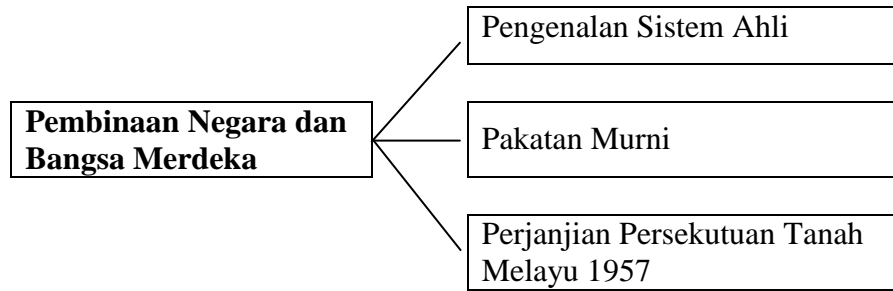 Pengenalan Sistem Ahli
Pembinaan Negara dan
Bangsa Merdeka
Pakatan Murni
Perjanjian Persekutuan Tanah
Melayu 1957